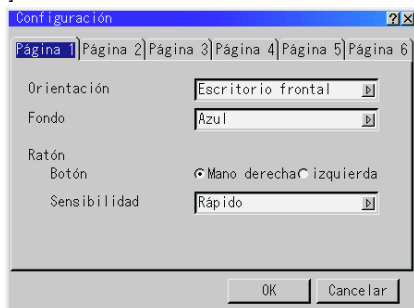 Configuración
Página 1 Página 2 Página 3 Página 4 Página 5 Página 6
Orientación Escritorio frontal
Fondo Azul
Ratón
Botón Mano derecha izquierda
Sensibilidad Rápido
OK Cancelar